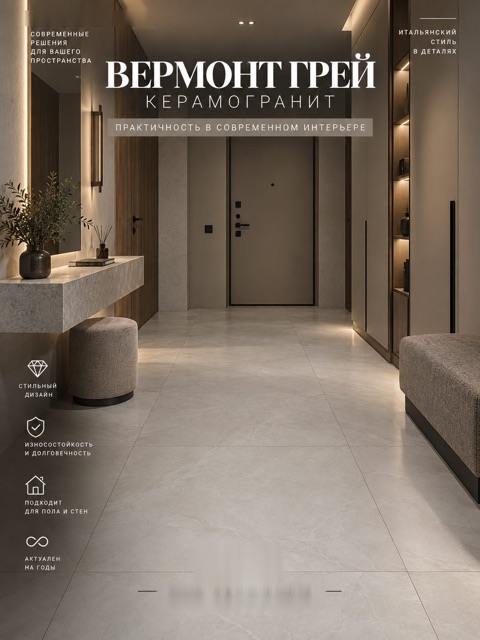 СОВРЕМЕННЫЕ
РЕШЕНИЯ
ДЛЯ ВАШЕГО
ПРОСТРАНСТВА
ИТАЛЬЯНСКИЙ
СТИЛЬ
В ДЕТАЛЯХ
ВЕРМОНТ ГРЕЙ
КЕРАМОГРАНИТ
ПРАКТИЧНОСТЬ В СОВРЕМЕННОМ ИНТЕРЬЕРЕ
СТИЛЬНЫЙ
ДИЗАЙН
ИЗНОСОСТОЙКОСТЬ
И ДОЛГОВЕЧНОСТЬ
ПОДХОДИТ
ДЛЯ ПОЛА И СТЕН
АКТУАЛЕН
НА ГОДЫ